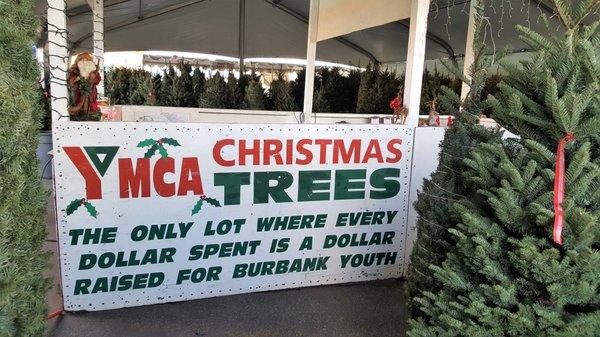 YMCA CHRISTMAS
TREES
THE ONLY LOT WHERE EVERY
DOLLAR SPENT IS A DOLLAR
RAISED FOR BURBANK YOUTH